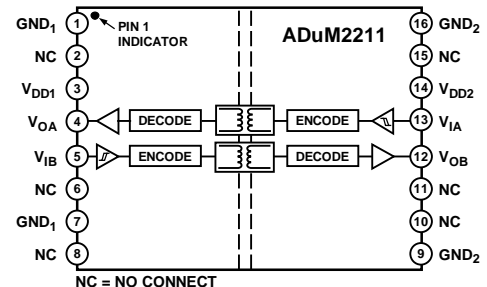 ADuM2211
PIN 1
INDICATOR
GND1 1
NC 2
VDD1 3
VOA 4
VIB 5
NC 6
GND1 7
NC 8
DECODE ENCODE
ENCODE DECODE
16 GND2
15 NC
14 VDD2
13 VIA
12 VOB
11 NC
10 NC
9 GND2
NC = NO CONNECT